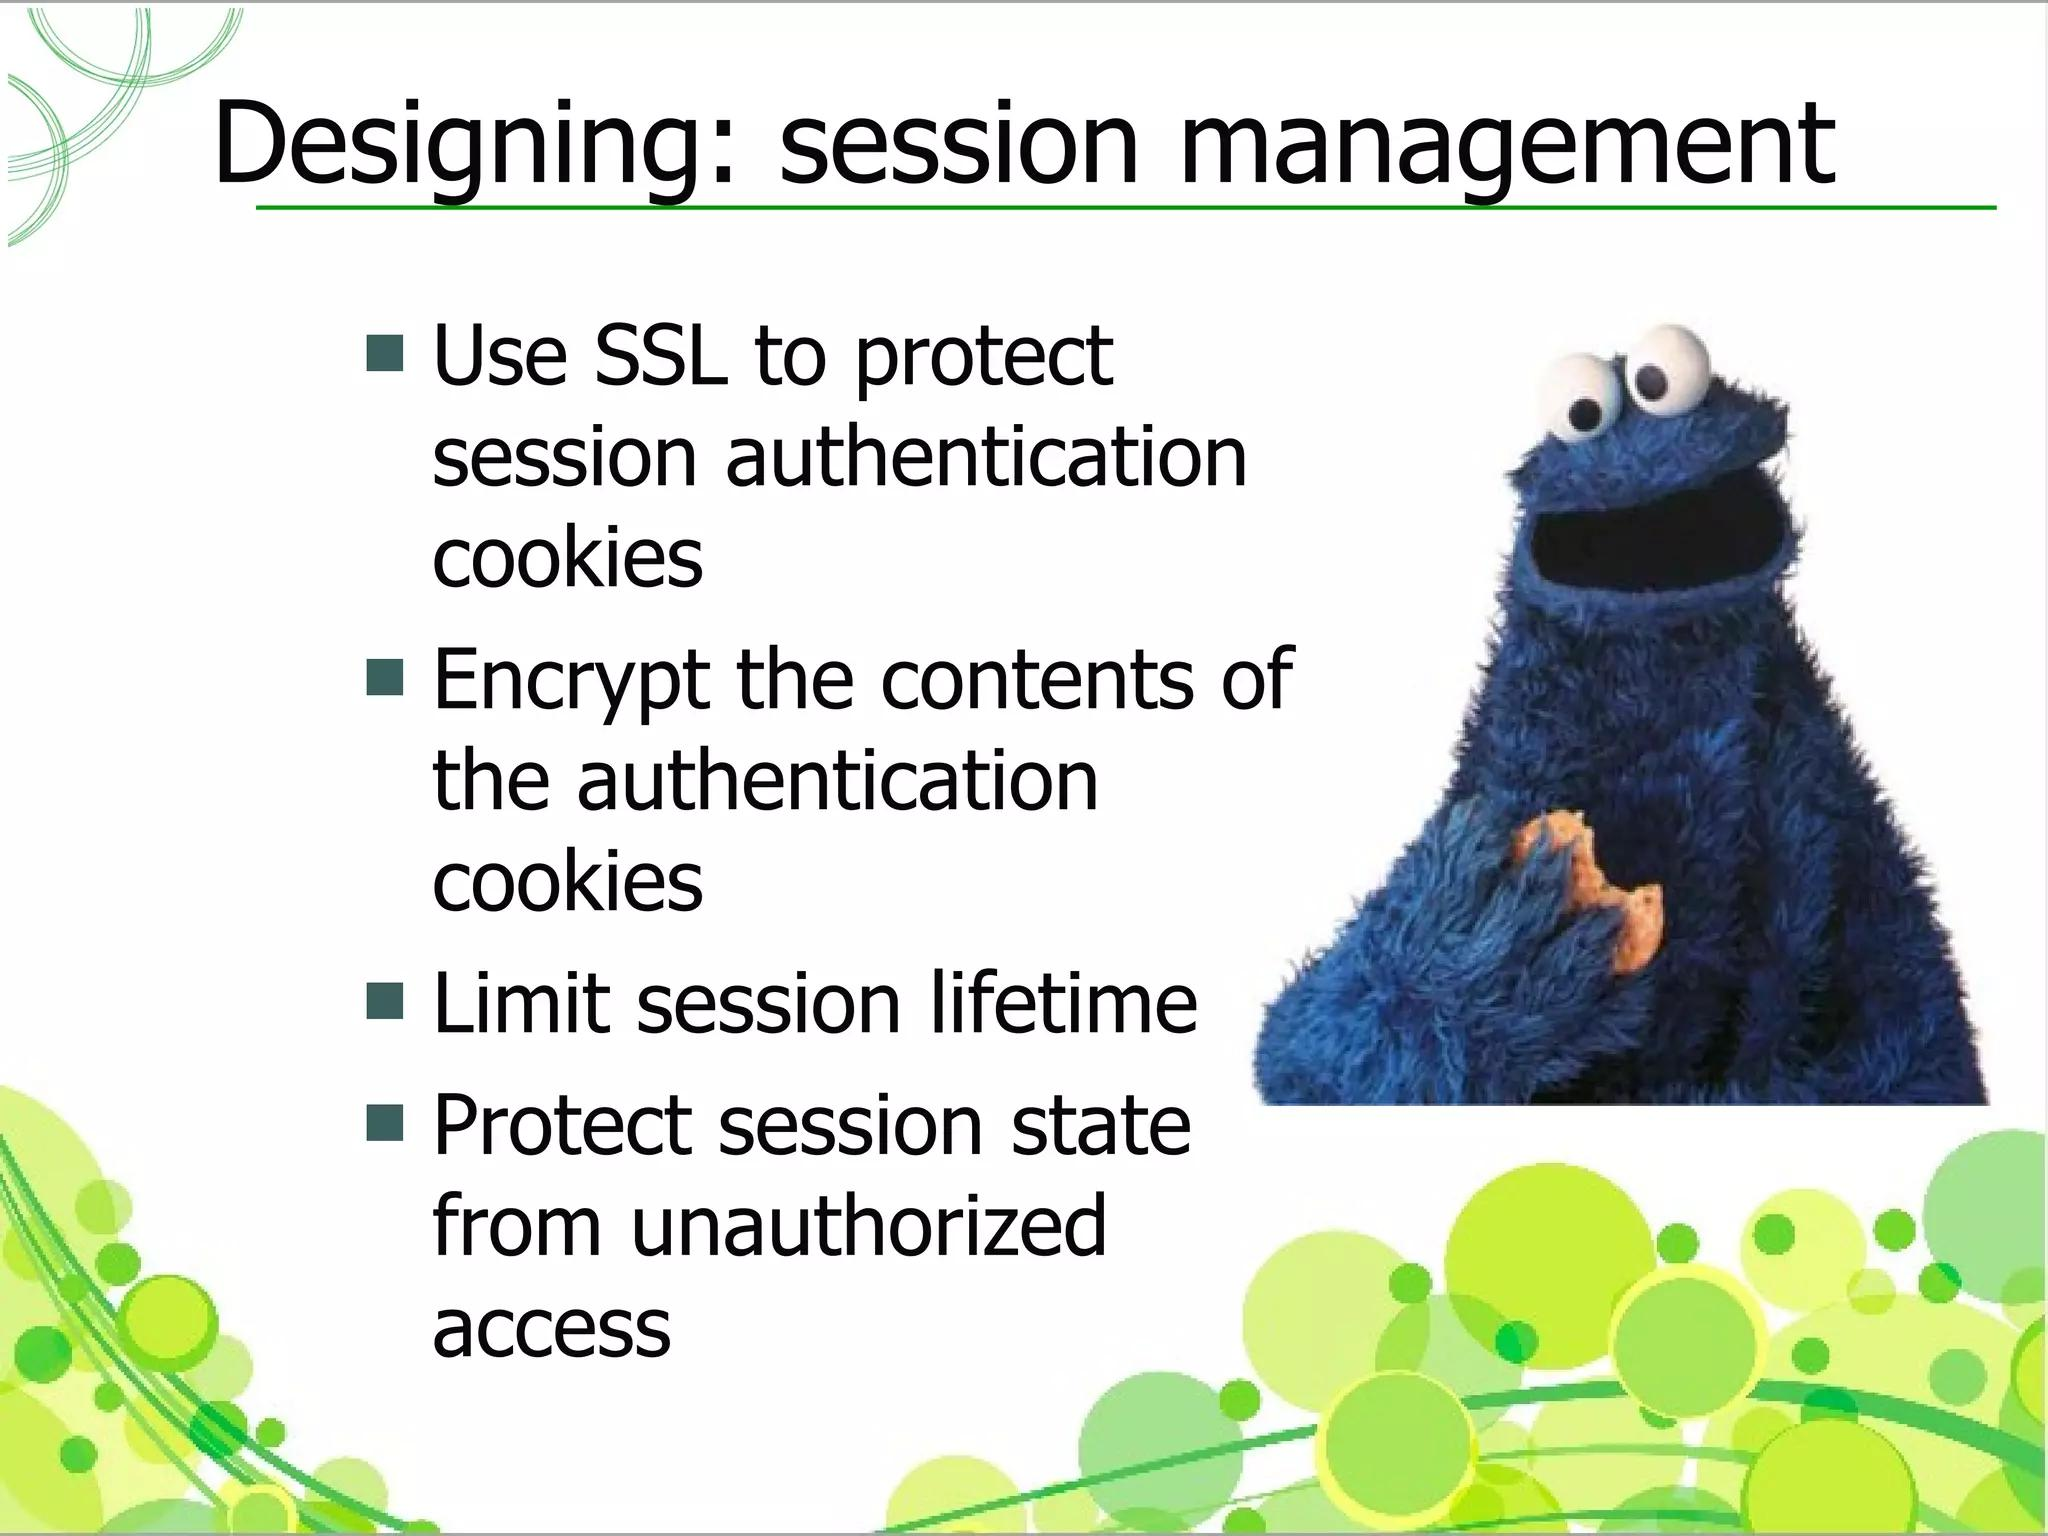 Designing: session management
Use SSL to protect
session authentication
cookies
Encrypt the contents of
the authentication
cookies
Limit session lifetime
Protect session state
from unauthorized
access